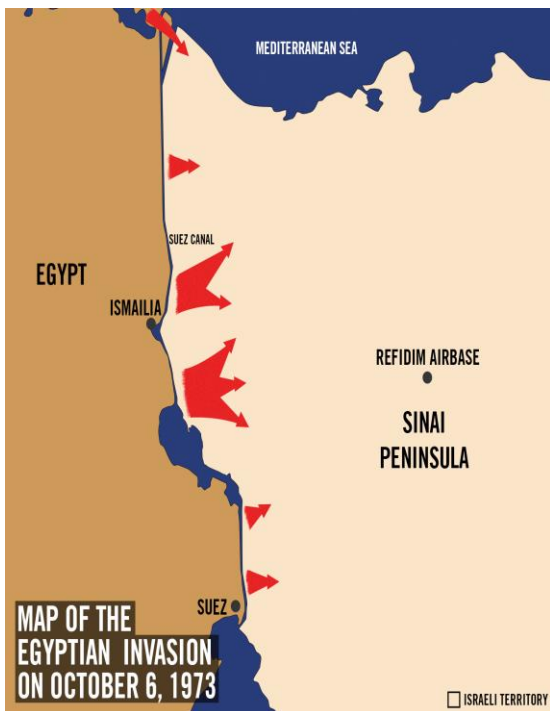 MEDITERRANEAN SEA
SUEZ CANAL
EGYPT
ISMAILIA
REFIDIM AIRBASE
SINAI
PENINSULA
SUEZ
MAP OF THE
EGYPTIAN INVASION
ON OCTOBER 6, 1973
ISRAELI TERRITORY